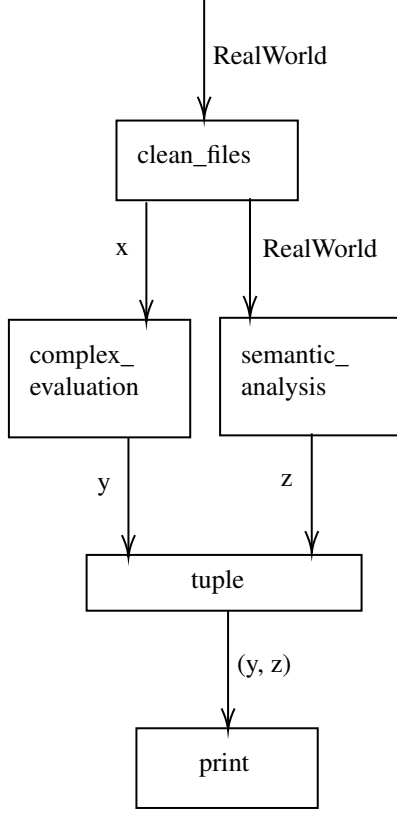 RealWorld
clean_files
x
RealWorld
complex_
evaluation
semantic_
analysis
y
z
tuple
(y, z)
print